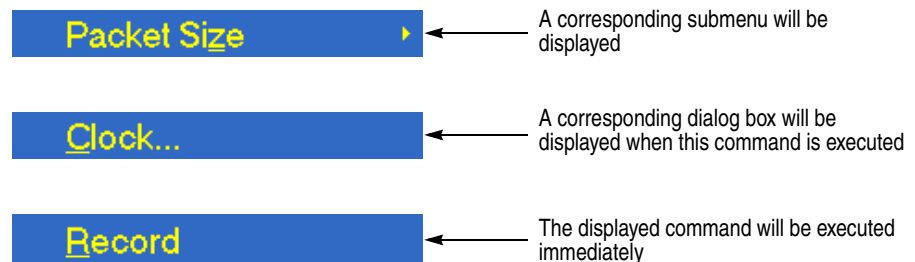 Packet Size
A corresponding submenu will be
displayed
Clock...
A corresponding dialog box will be
displayed when this command is executed
Record
The displayed command will be executed
immediately